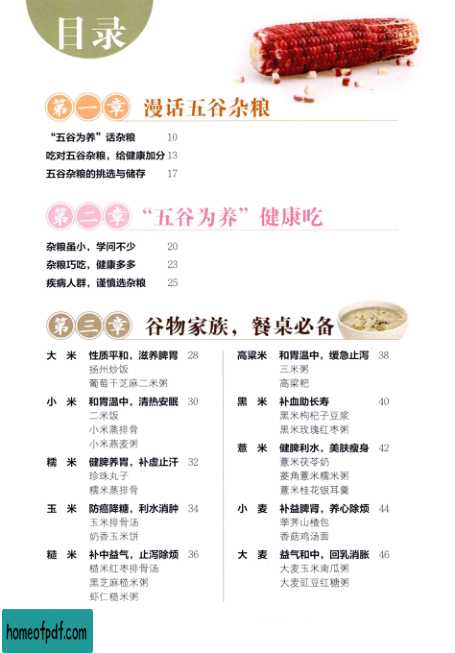 目录
第一章 漫话五谷杂粮
“五谷为养”话杂粮 10
吃对五谷杂粮，给健康加分 13
五谷杂粮的挑选与储存 17
第二章 “五谷为养”健康吃
杂粮虽小，学问不少 20
杂粮巧吃，健康多多 23
疾病人群，谨慎选杂粮 25
第三章 谷物家族，餐桌必备
大 米 性质平和，滋养脾胃 28
扬州炒饭
葡萄干芝麻二米粥
小 米 和胃温中，清热安眠 30
二米饭
小米蒸排骨
小米燕麦粥
糯 米 健脾养胃，补虚止汗 32
珍珠丸子
糯米蒸排骨
玉 米 防癌降糖，利水消肿 34
玉米排骨汤
奶香玉米饼
糙 米 补中益气，止泻除烦 36
糙米红枣排骨汤
黑芝麻糙米粥
虾仁糙米粥
高粱米 和胃温中，缓急止泻 38
三米粥
高粱粑
黑 米 补血助长寿 40
黑米枸杞子豆浆
黑米玫瑰红枣粥
薏 米 健脾利水，美肤瘦身 42
薏米茯苓奶
菱角薏米糯米粥
薏米桂花银耳羹
小 麦 补益脾肾，养心除烦 44
荸荠山楂包
香菇鸡汤面
大 麦 益气和中，回乳消胀 46
大麦玉米南瓜粥
大麦豇豆红糖粥
homeofpdf.com